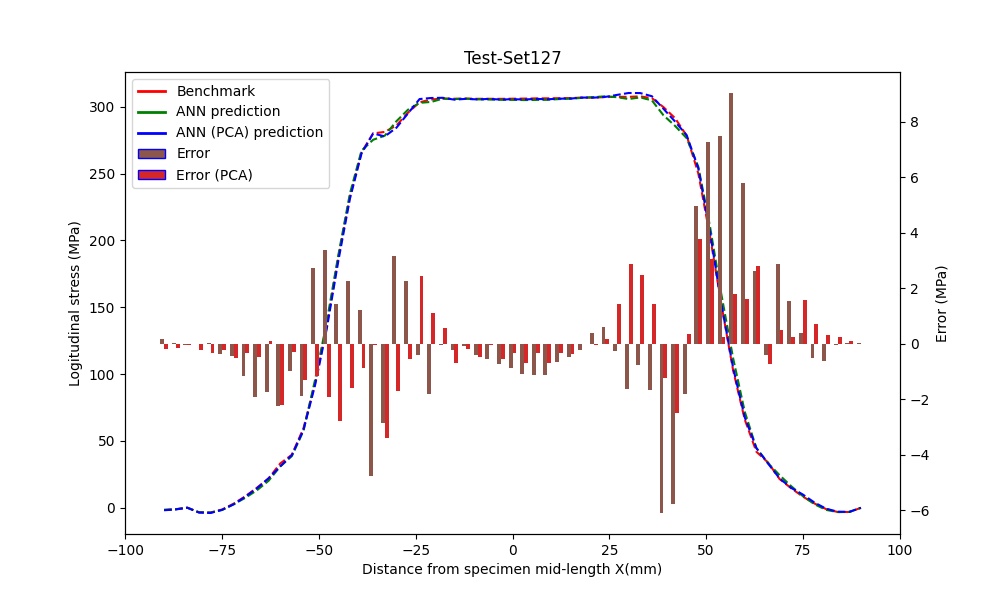 Test-Set127
Benchmark
ANN prediction
ANN (PCA) prediction
Error
Error (PCA)
300
250
200
150
100
50
0
Logitudinal stress (MPa)
8
6
4
2
0
−2
−4
−6
Error (MPa)
−100 −75 −50 −25 0 25 50 75 100
Distance from specimen mid-length X(mm)